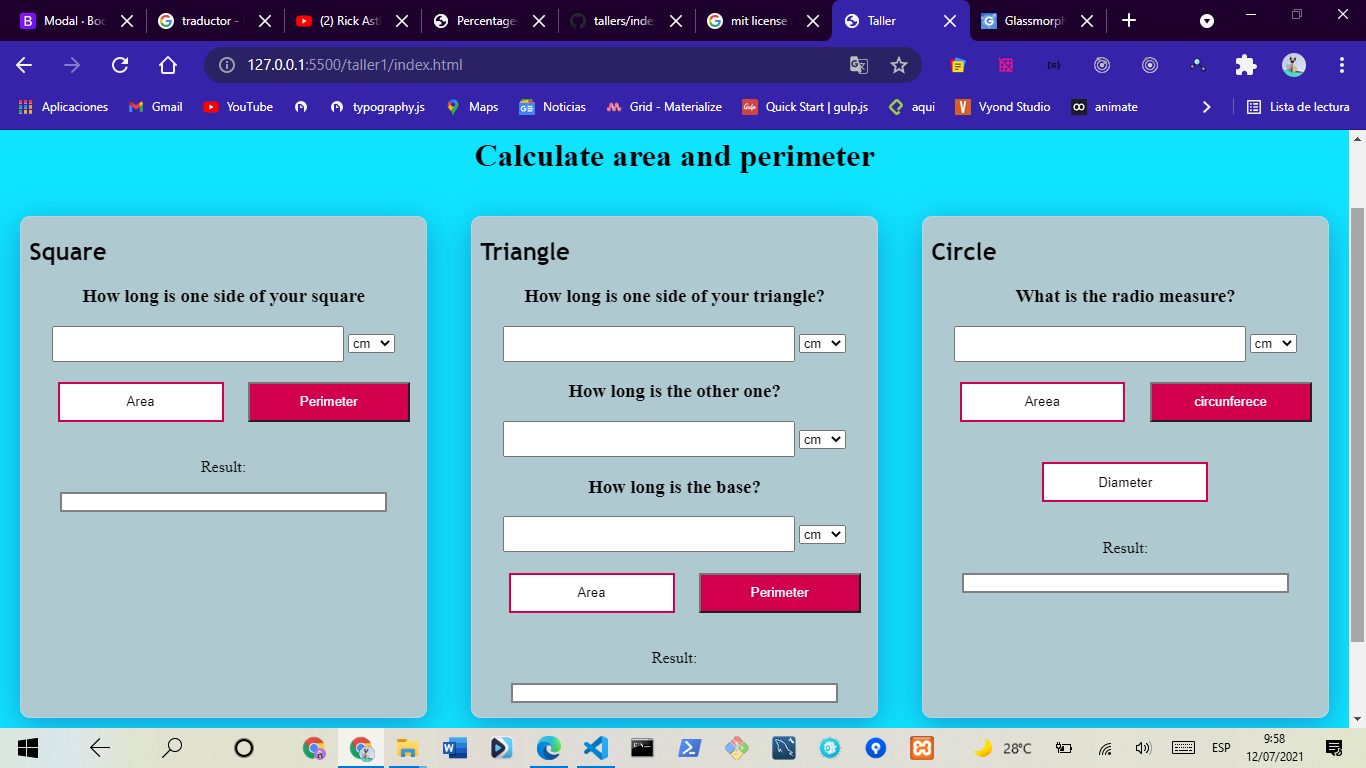 Modal · Boo
traductor -
(2) Rick Ast
Percentage
tallers/inde
mit license
Taller
Glassmorph
127.0.0.1:5500/taller1/index.html
Aplicaciones
Gmail
YouTube
typography.js
Maps
Noticias
Grid - Materialize
Quick Start | gulp.js
aqui
Vyond Studio
animate
Lista de lectura
Calculate area and perimeter
Square
How long is one side of your square
cm
Area
Perimeter
Result:
Triangle
How long is one side of your triangle?
cm
How long is the other one?
cm
How long is the base?
cm
Area
Perimeter
Result:
Circle
What is the radio measure?
cm
Areea
circunferece
Diameter
Result:
28°C
ESP
9:58
12/07/2021